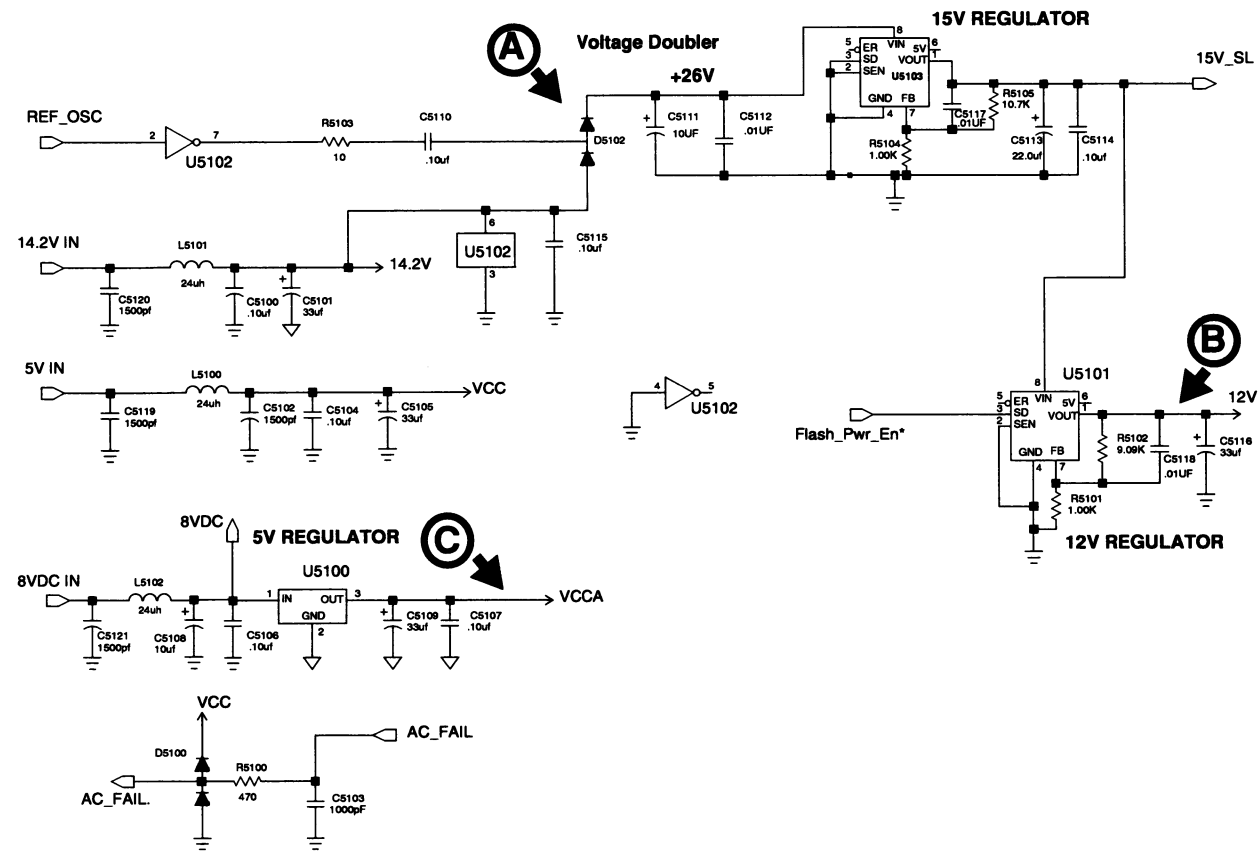 15V REGULATOR
A
Voltage Doubler
+26V
8
VIN
5
ER
5V
6
3
SD
VOUT
1
2
SEN
U5103
GND
FB
4
7
15V_SL
R5105
10.7K
C5117
.01UF
R5104
1.00K
+
C5113
22.0uf
C5114
.10uf
+
C5111
10UF
C5112
.01UF
REF_OSC
2
7
U5102
R5103
10
C5110
.10uf
D5102
14.2V IN
L5101
24uh
14.2V
C5120
1500pf
C5100
.10uf
+
C5101
33uf
6
U5102
3
C5115
.10uf
5V IN
L5100
24uh
VCC
C5119
1500pf
C5102
1500pf
C5104
.10uf
+
C5105
33uf
4
5
U5102
B
8
U5101
VIN
5
ER
5V
6
3
SD
VOUT
1
2
SEN
GND
FB
4
7
12V
Flash_Pwr_En*
R5102
9.09K
C5118
.01UF
+
C5116
33uf
R5101
1.00K
12V REGULATOR
8VDC
5V REGULATOR
C
8VDC IN
L5102
24uh
U5100
1
IN
OUT
3
GND
2
VCCA
C5121
1500pf
+
C5108
10uf
C5106
.10uf
+
C5109
33uf
C5107
.10uf
VCC
AC_FAIL
D5100
R5100
470
AC_FAIL.
C5103
1000pF